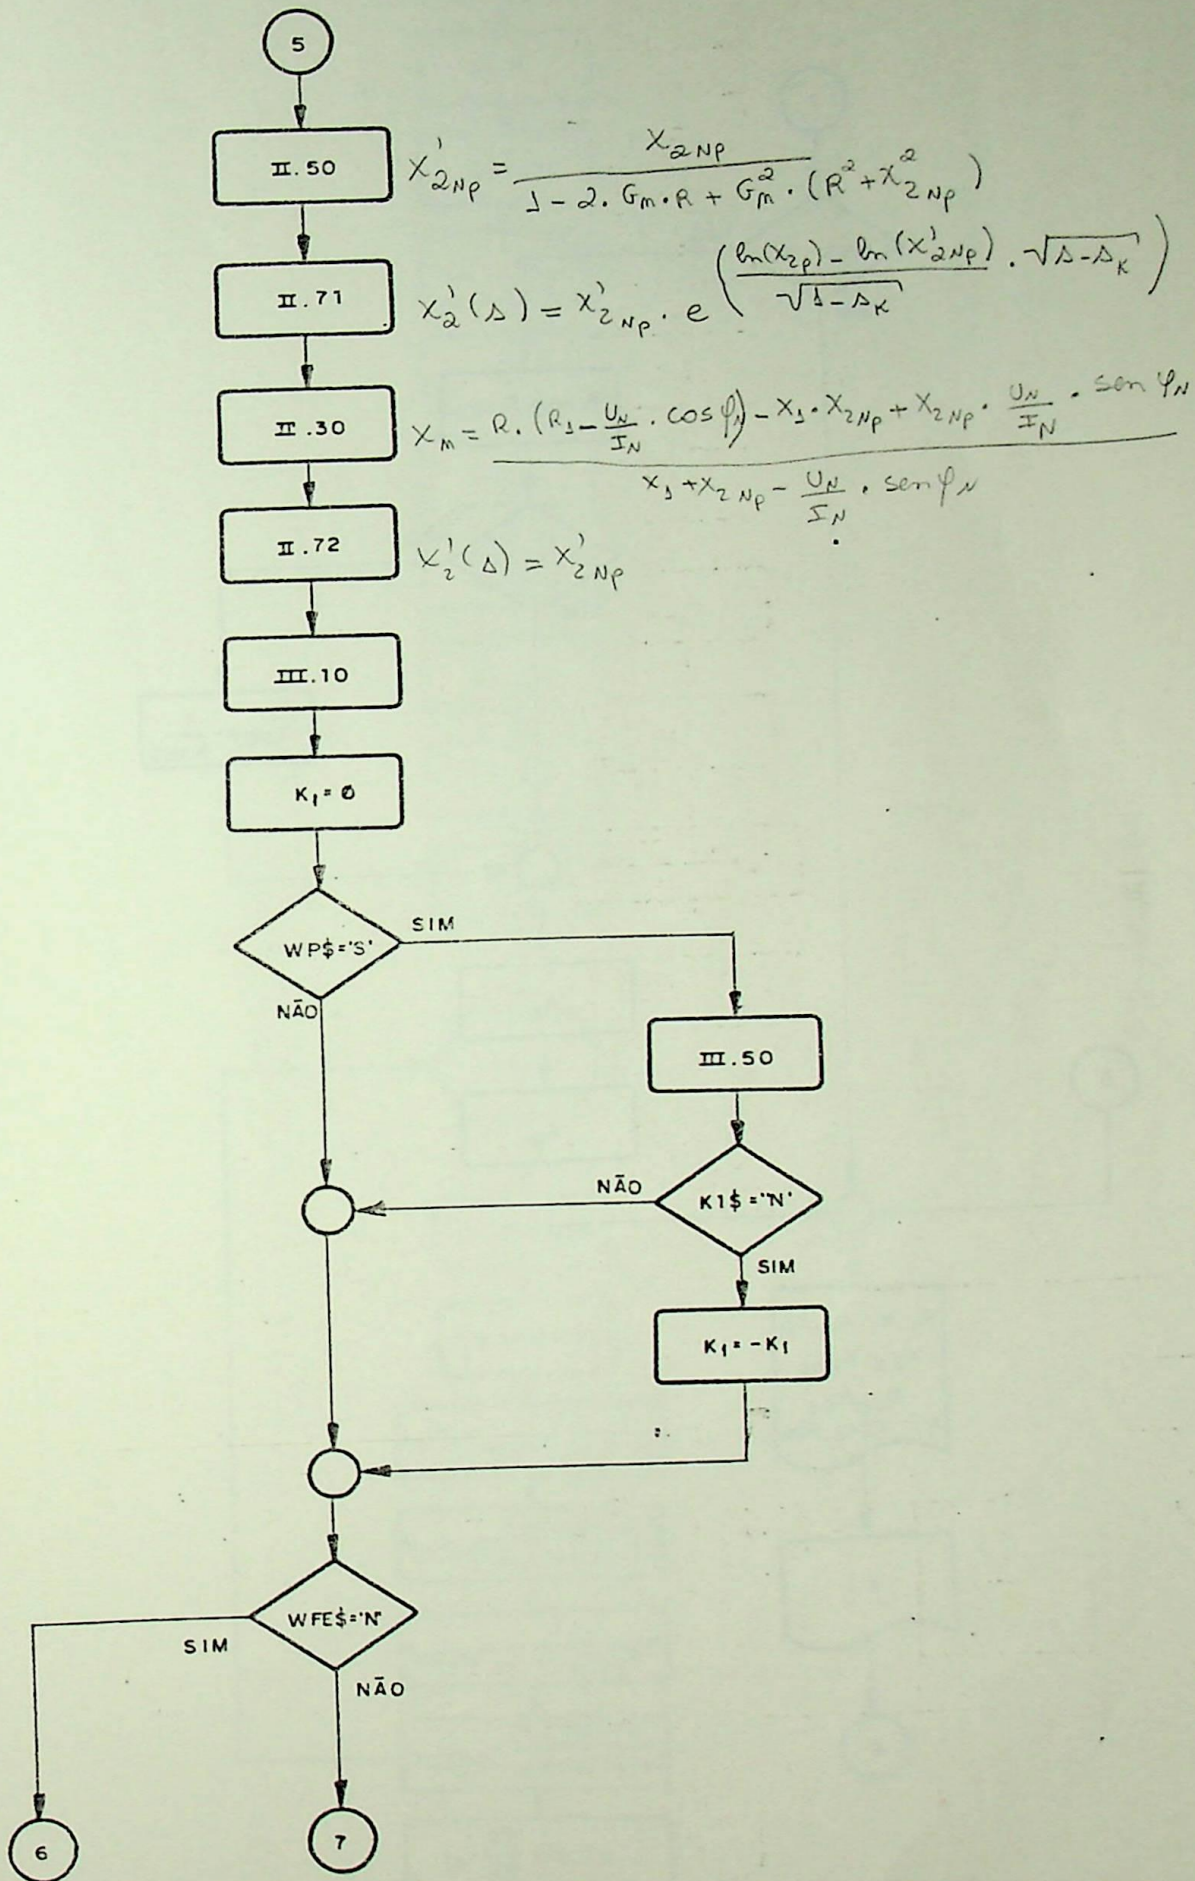 5
II.50
X'2Np = X2Np / (1 - 2 . Gm . R + Gm² . (R² + X²2Np))
II.71
X'2(s) = X'2Np . e ( (ln(X2p) - ln(X'2Np)) / √(1-sK) . √(s-sK) )
II.30
Xm = (R . (R1 - UN/IN . cos φN) - X1 . X2Np + X2Np . UN/IN . sen φN) / (X1 + X2Np - UN/IN . sen φN)
II.72
X'2(s) = X'2Np
III.10
K1 = 0
WP$='S'
SIM
NÃO
III.50
K1$='N'
NÃO
SIM
K1 = -K1
WFE$='N'
SIM
NÃO
6
7